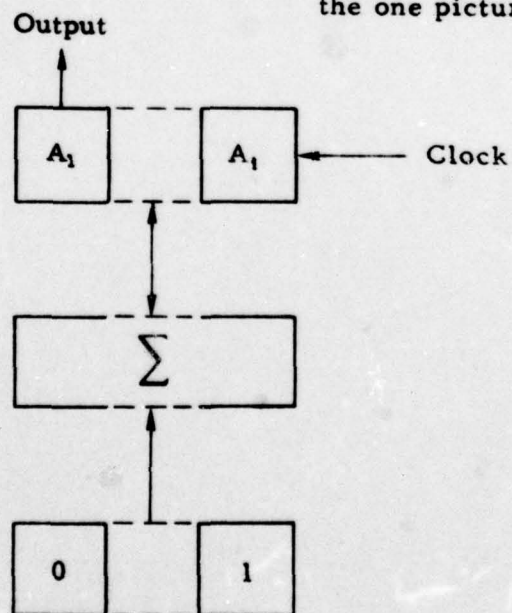 the one pictur
Output
A₁ Aₜ
Clock
Σ
0 1